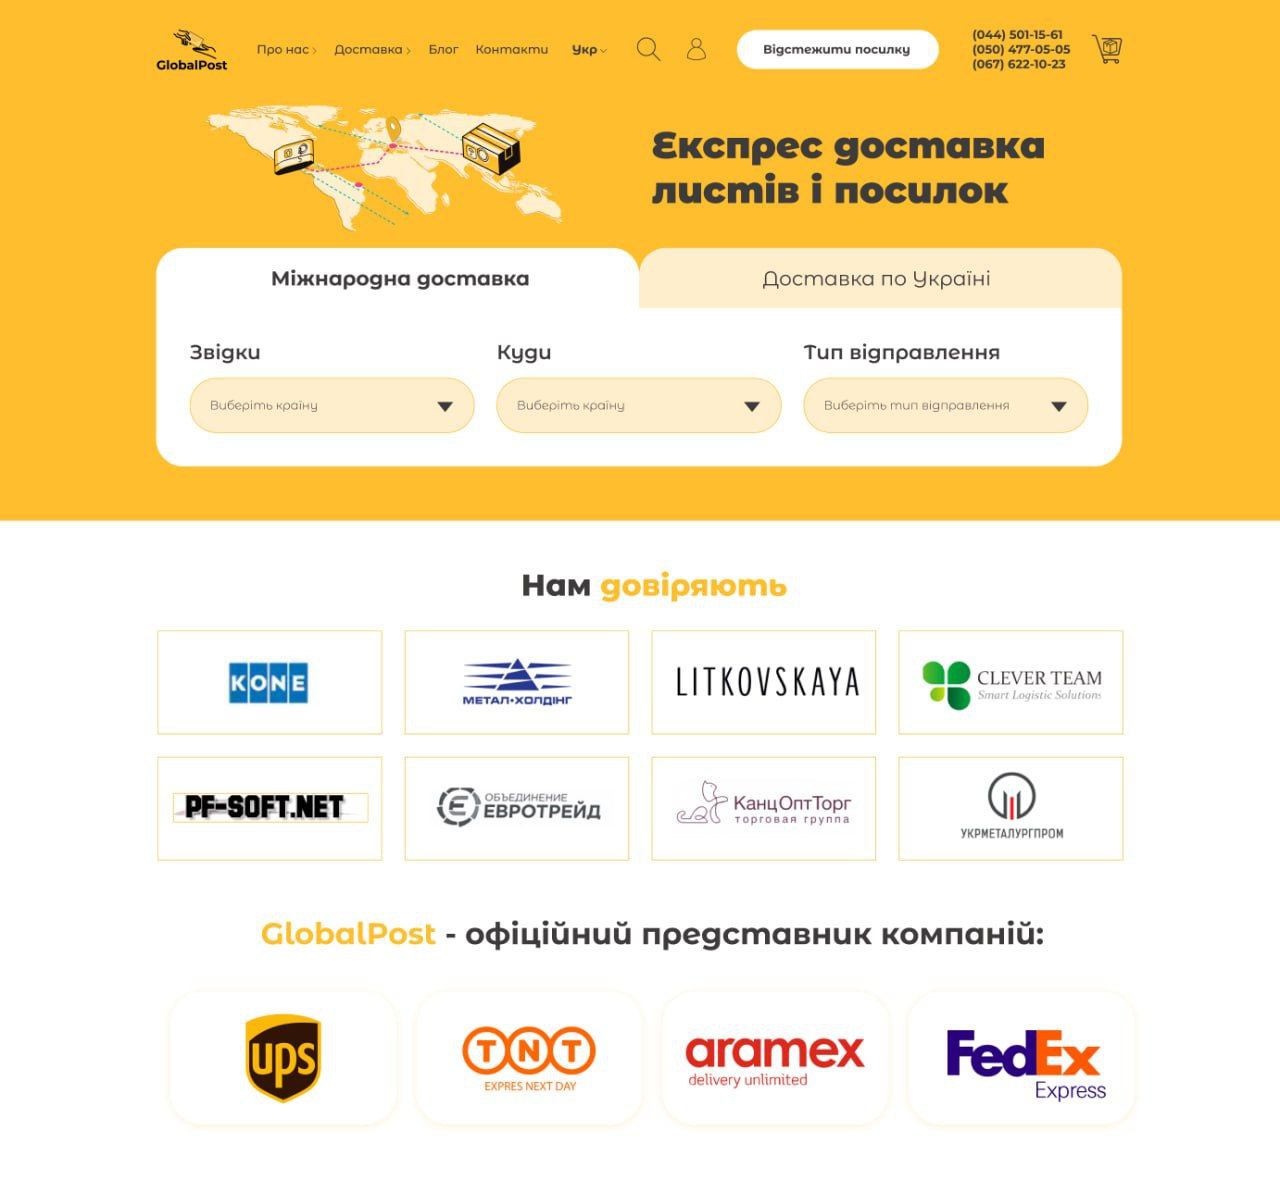 GlobalPost
Про нас
Доставка
Блог
Контакти
Укр
Відстежити посилку
(044) 501-15-61
(050) 477-05-05
(067) 622-10-23
Експрес доставка
листів і посилок
Міжнародна доставка
Доставка по Україні
Звідки
Куди
Тип відправлення
Виберіть країну
Виберіть країну
Виберіть тип відправлення
Нам довіряють
KONE
МЕТАЛ•ХОЛДІНГ
LITKOVSKAYA
CLEVER TEAM
Smart Logistic Solutions
PF-SOFT.NET
ОБЪЕДИНЕНИЕ
ЕВРОТРЕЙД
КанцОптТорг
торговая группа
УКРМЕТАЛУРГПРОМ
GlobalPost - офіційний представник компаній:
ups
TNT
EXPRES NEXT DAY
aramex
delivery unlimited
FedEx
Express